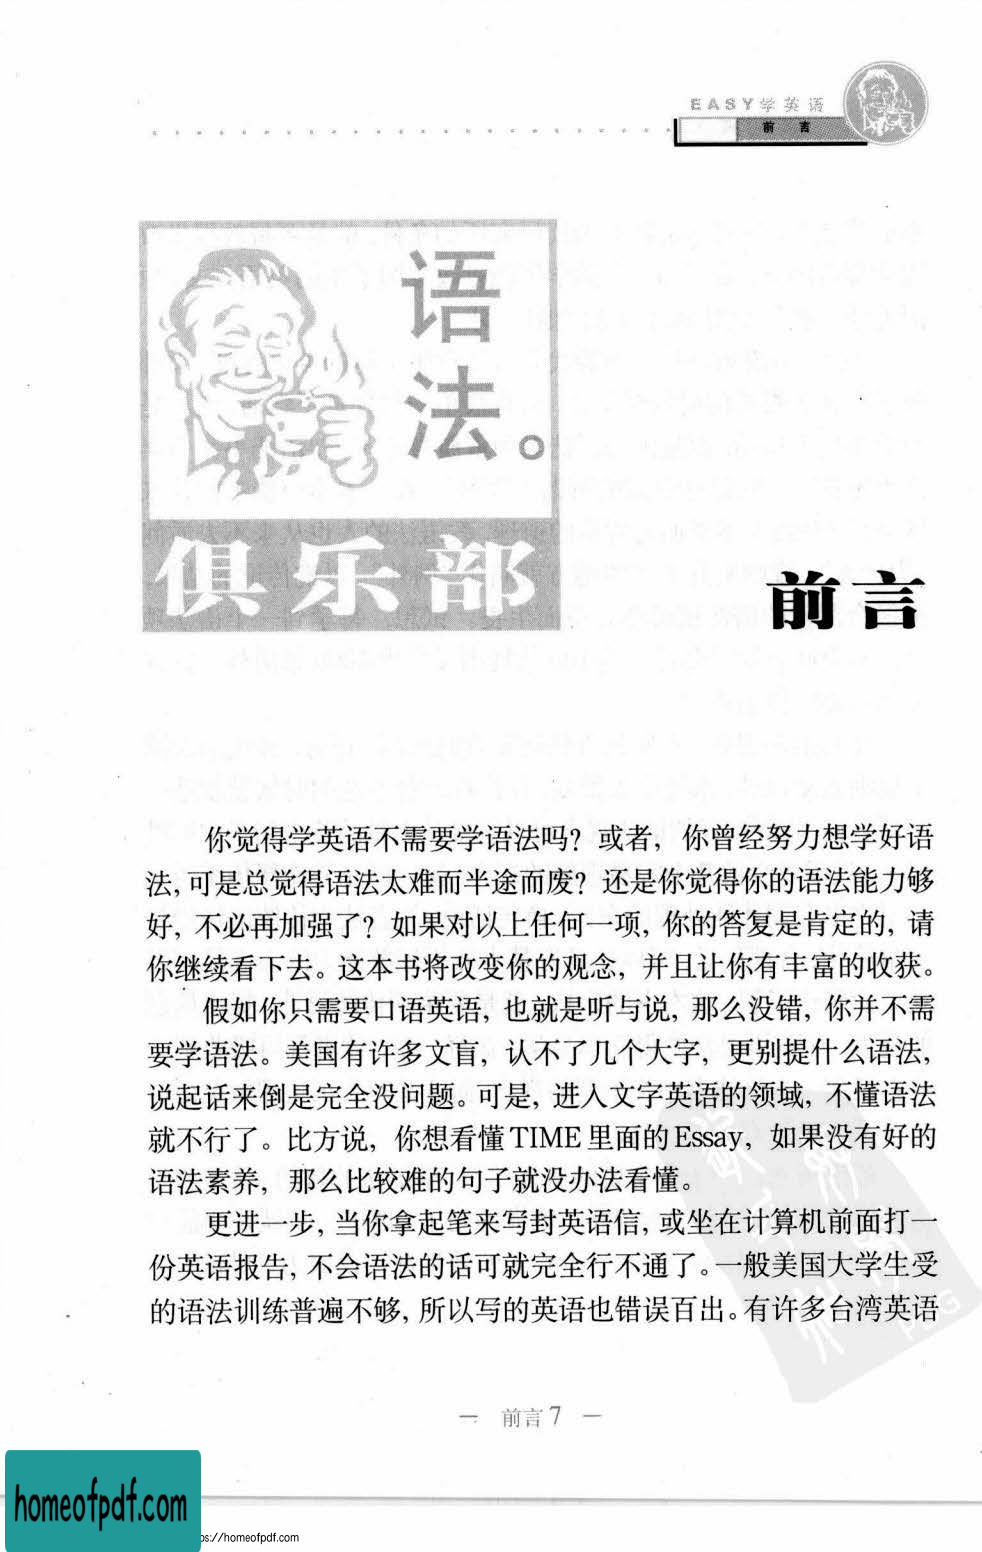 EASY学英语
前 言
语
法。
俱乐部
前言
你觉得学英语不需要学语法吗？或者，你曾经努力想学好语
法，可是总觉得语法太难而半途而废？还是你觉得你的语法能力够
好，不必再加强了？如果对以上任何一项，你的答复是肯定的，请
你继续看下去。这本书将改变你的观念，并且让你有丰富的收获。
假如你只需要口语英语，也就是听与说，那么没错，你并不需
要学语法。美国有许多文盲，认不了几个大字，更别提什么语法，
说起话来倒是完全没问题。可是，进入文字英语的领域，不懂语法
就不行了。比方说，你想看懂TIME里面的Essay，如果没有好的
语法素养，那么比较难的句子就没办法看懂。
更进一步，当你拿起笔来写封英语信，或坐在计算机前面打一
份英语报告，不会语法的话可就完全行不通了。一般美国大学生受
的语法训练普遍不够，所以写的英语也错误百出。有许多台湾英语
— 前言 7 —
homeofpdf.com
ps://homeofpdf.com